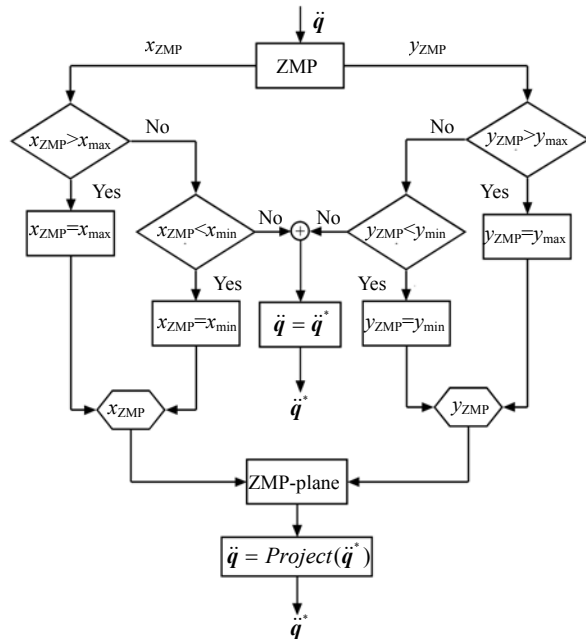 q̈
x_ZMP
ZMP
y_ZMP
x_ZMP>x_max
No
No
y_ZMP>y_max
Yes
Yes
x_ZMP=x_max
x_ZMP<x_min
No
+
No
y_ZMP<y_min
y_ZMP=y_max
Yes
Yes
x_ZMP=x_min
q̈ = q̈*
y_ZMP=y_min
x_ZMP
q̈*
y_ZMP
ZMP-plane
q̈ = Project(q̈*)
q̈*